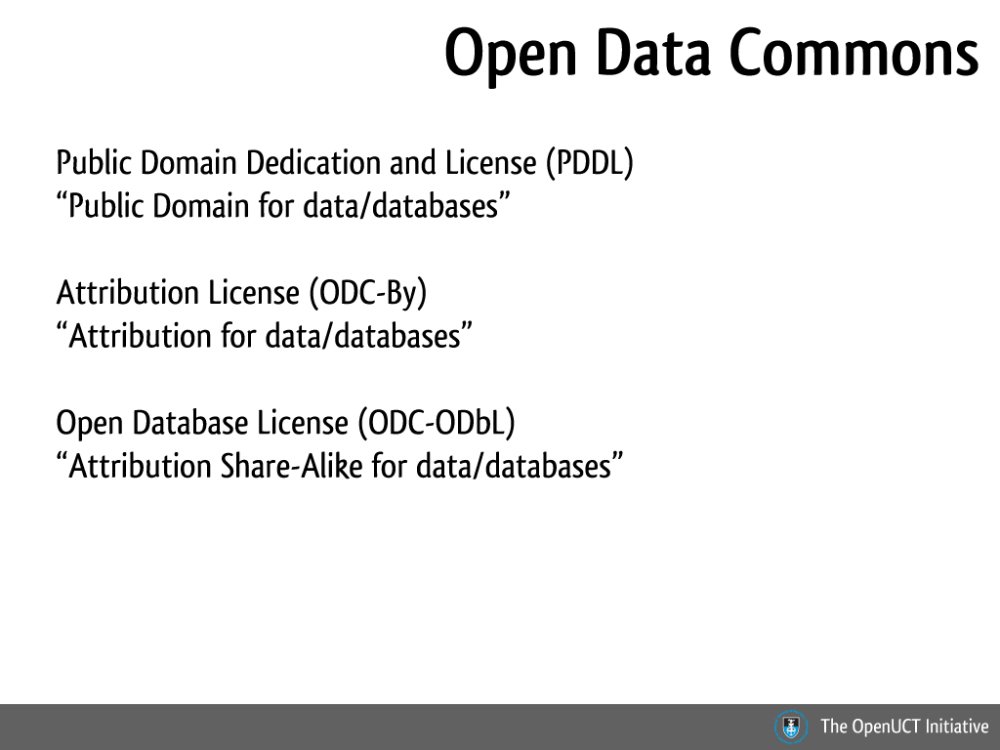 Open Data Commons
Public Domain Dedication and License (PDDL)
“Public Domain for data/databases”
Attribution License (ODC-By)
“Attribution for data/databases”
Open Database License (ODC-ODbL)
“Attribution Share-Alike for data/databases”
The OpenUCT Initiative